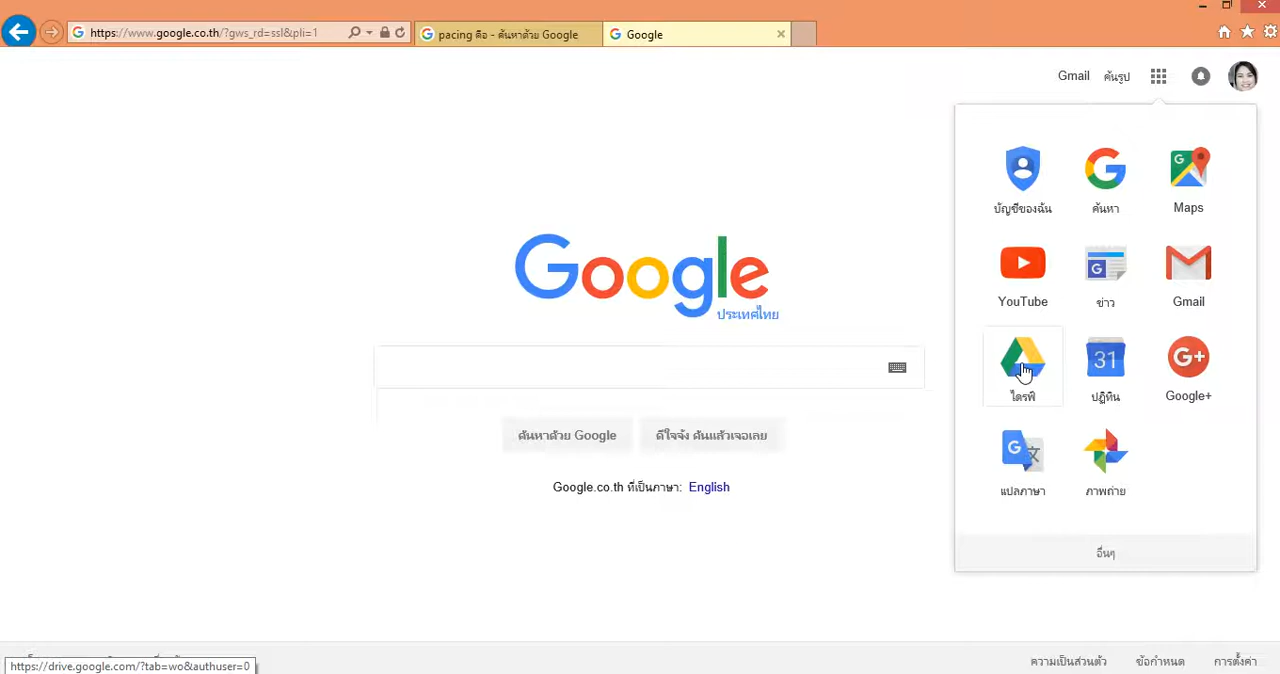 https://www.google.co.th/?gws_rd=ssl&pli=1
pacing คือ - ค้นหาด้วย Google
Google
Gmail
ค้นรูป
บัญชีของฉัน
ค้นหา
Maps
YouTube
ข่าว
Gmail
ไดรฟ์
ปฏิทิน
Google+
แปลภาษา
ภาพถ่าย
อื่นๆ
Google
ประเทศไทย
ค้นหาด้วย Google
ดีใจจัง ค้นแล้วเจอเลย
Google.co.th ที่เป็นภาษา: English
https://drive.google.com/?tab=wo&authuser=0
ความเป็นส่วนตัว
ข้อกำหนด
การตั้งค่า